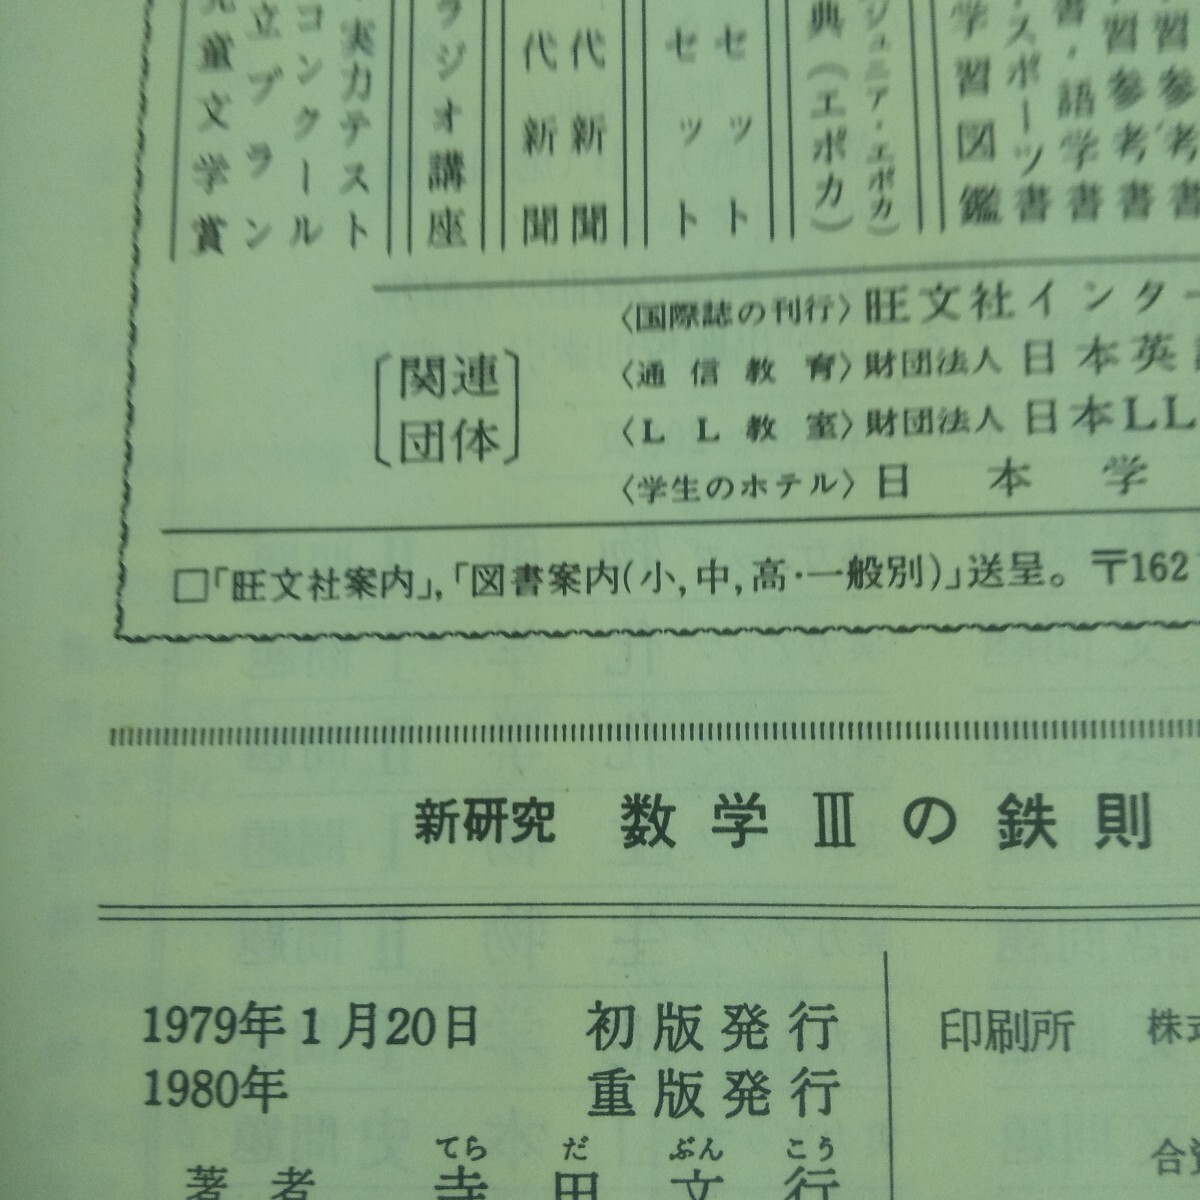 習参考書
習参考書
書・語学書
スポーツ書
学習図鑑
ジュニア・エポカ)
典(エポカ)
セット
セット
代新聞
代新聞
ラジオ講座
実力テスト
コンクール
立プラン
児童文学賞
〔関連団体〕
〈国際誌の刊行〉旺文社インター
〈通信教育〉財団法人 日本英語
〈LL教室〉財団法人 日本LL
〈学生のホテル〉日本学
□「旺文社案内」,「図書案内(小,中,高・一般別)」送呈。〒162
新研究 数学Ⅲの鉄則
1979年1月20日 初版発行
1980年 重版発行
印刷所 株式
てら だ ぶん こう
著者 寺田文行
合資